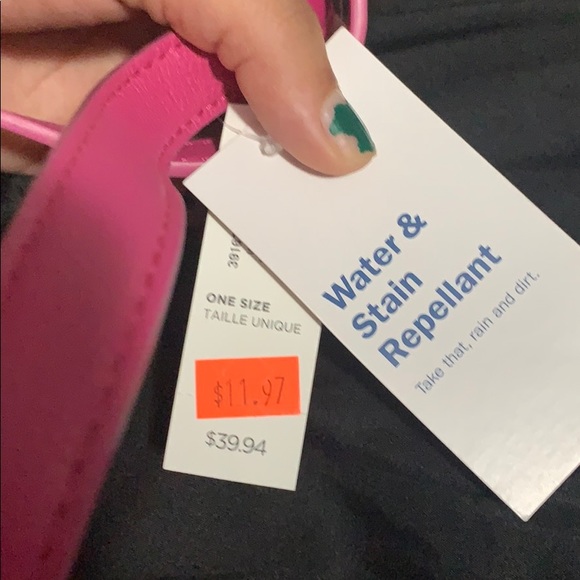 Water &
Stain
Repellant
Take that, rain and dirt.
ONE SIZE
TAILLE UNIQUE
$11.97
$39.94